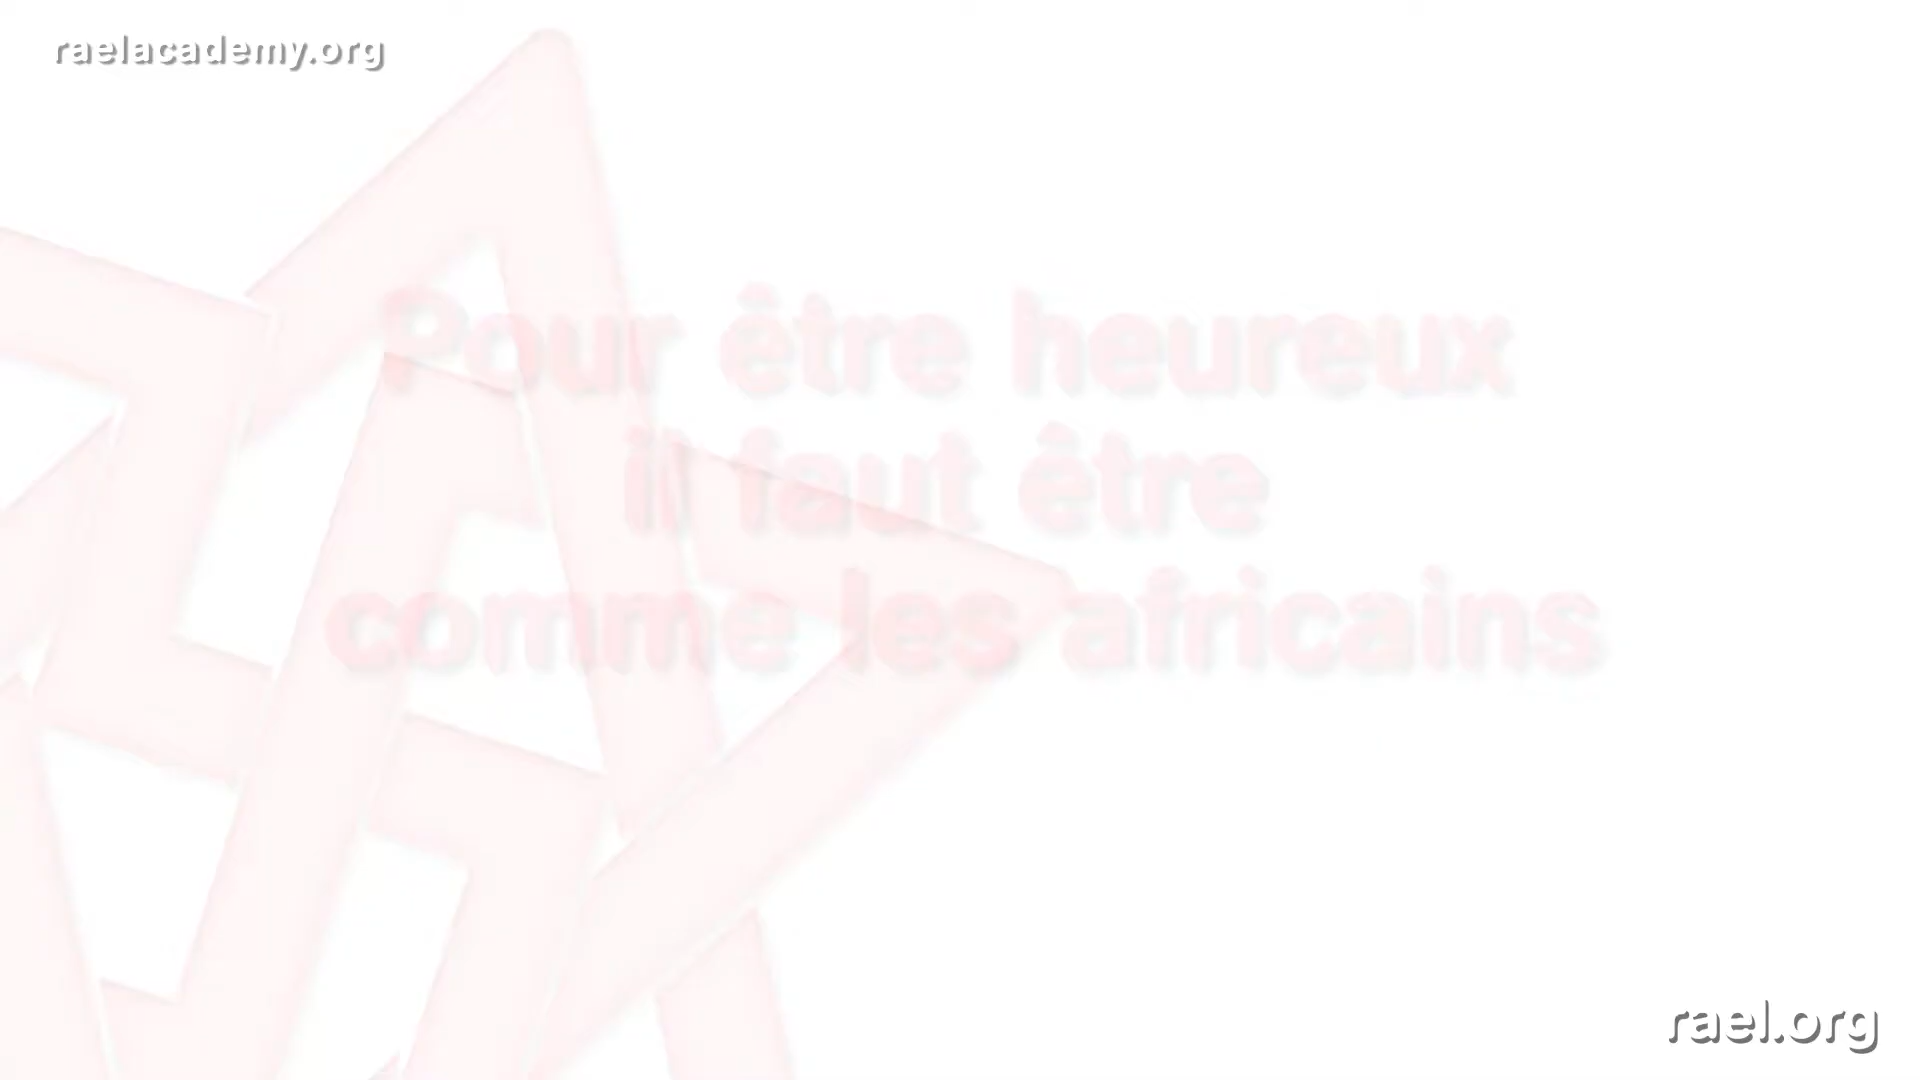 raelacademy.org
Pour être heureux
il faut être
comme les africains
rael.org